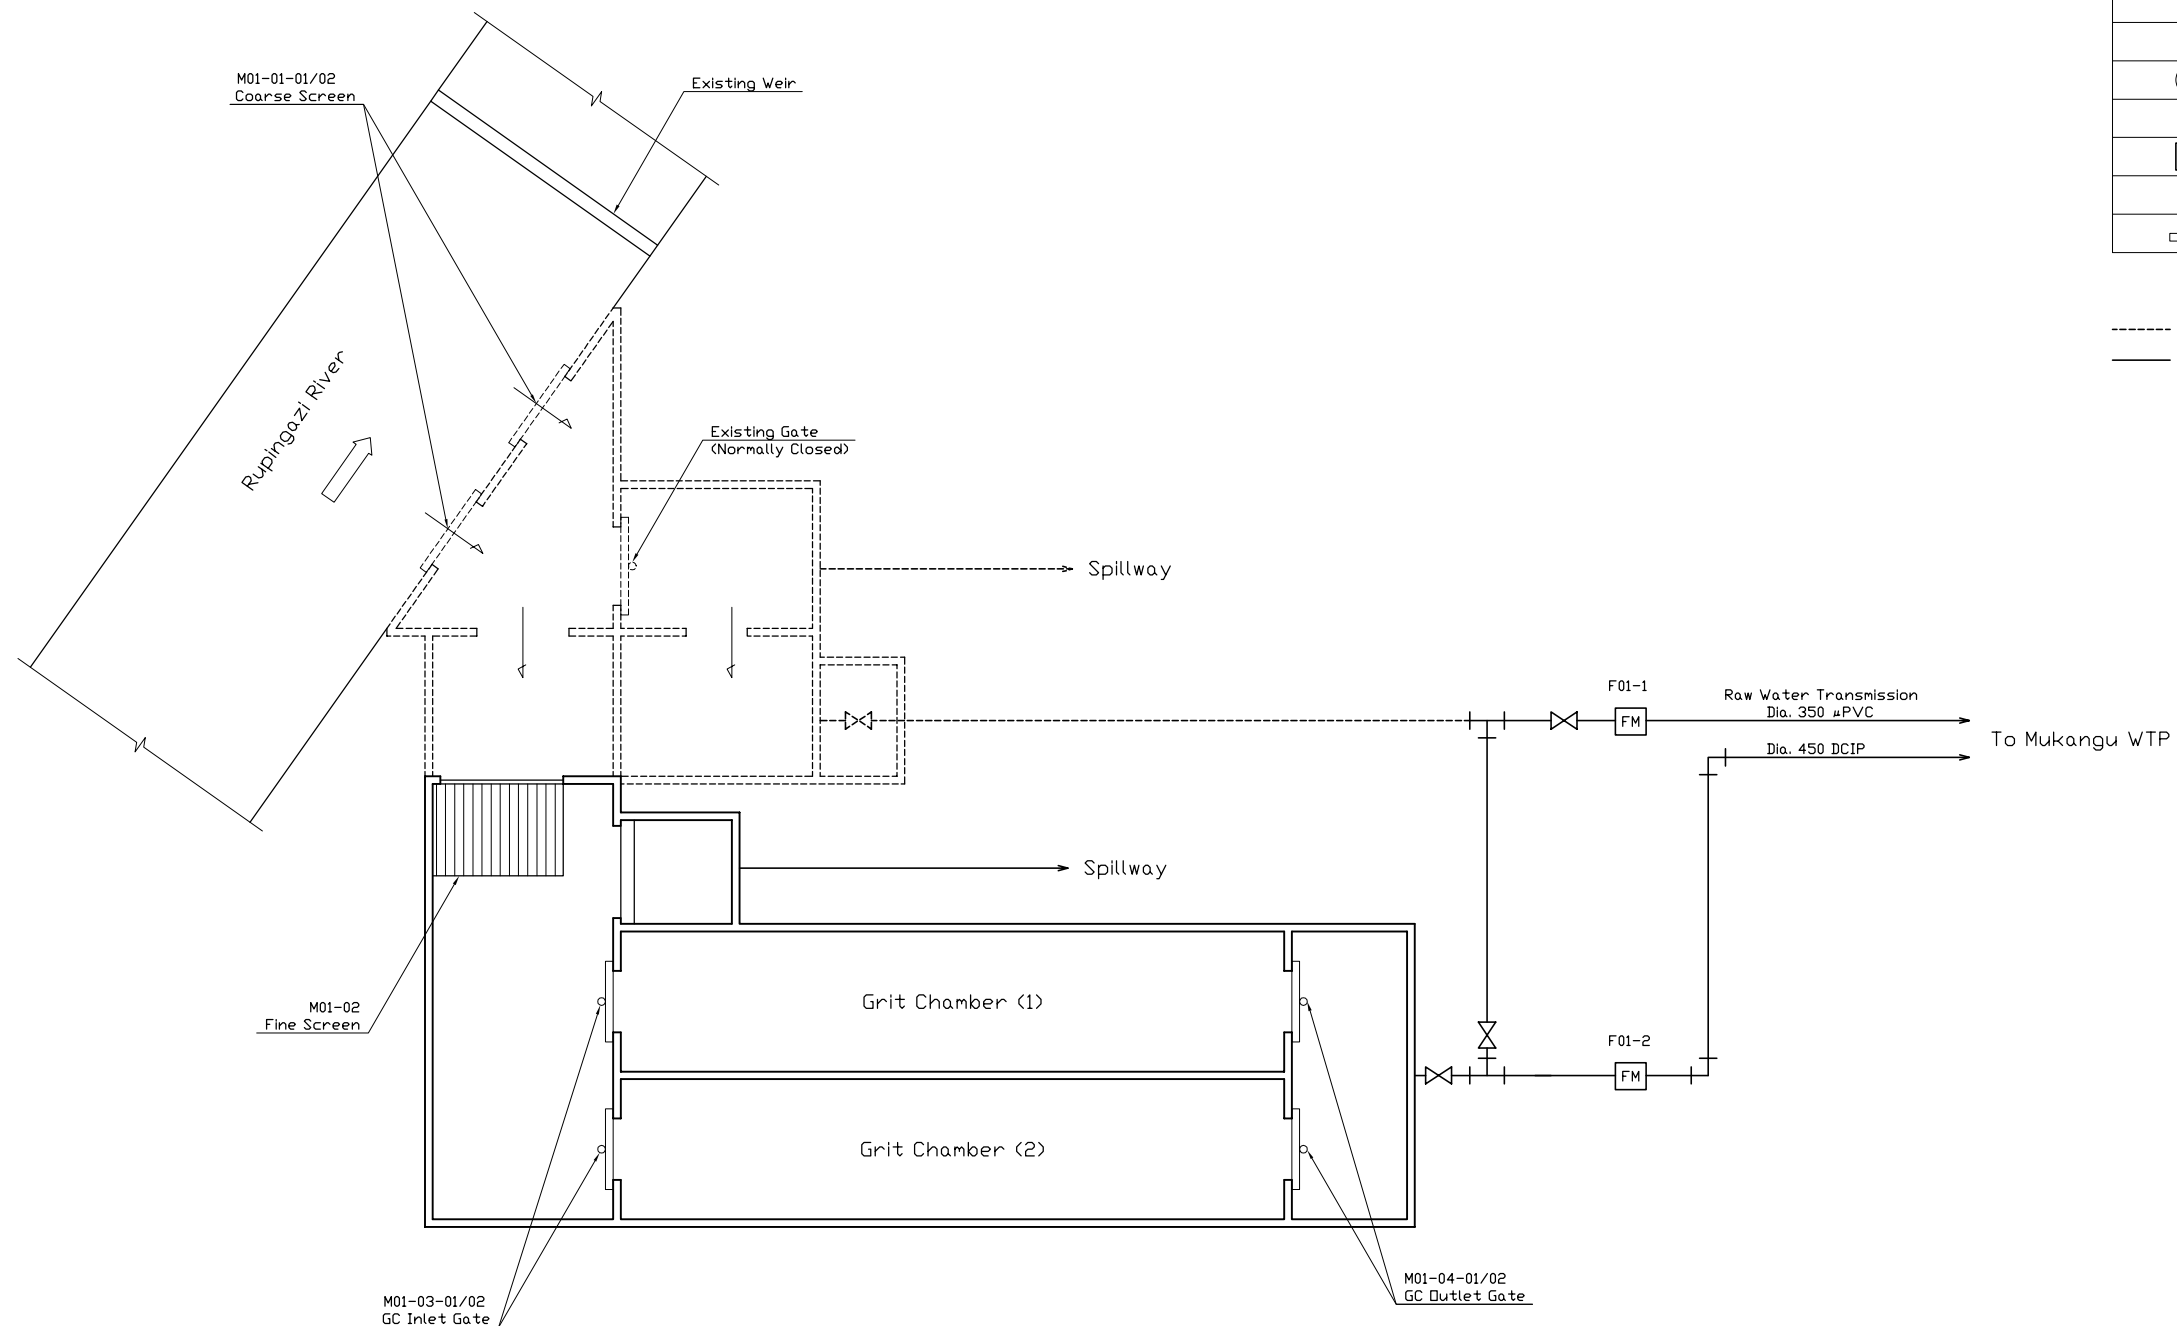 M01-01-01/02
Coarse Screen
Existing Weir
Rupingazi River
Existing Gate
(Normally Closed)
Spillway
F01-1
FM
Raw Water Transmission
Dia. 350 μPVC
To Mukangu WTP
Dia. 450 DCIP
Spillway
M01-02
Fine Screen
Grit Chamber (1)
F01-2
FM
Grit Chamber (2)
M01-03-01/02
GC Inlet Gate
M01-04-01/02
GC Outlet Gate